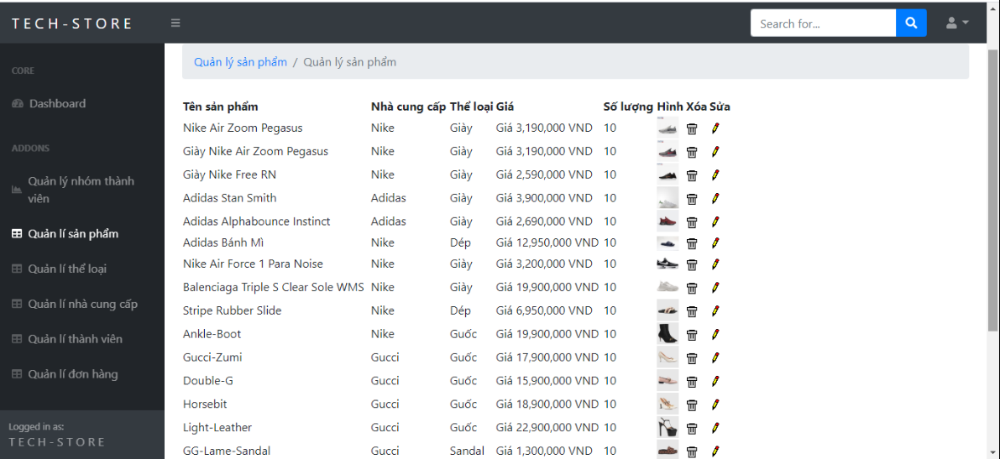 TECH-STORE
Search for...
CORE
Dashboard
ADDONS
Quản lý nhóm thành
viên
Quản lí sản phẩm
Quản lí thể loại
Quản lí nhà cung cấp
Quản lí thành viên
Quản lí đơn hàng
Logged in as:
TECH-STORE
Quản lý sản phẩm / Quản lý sản phẩm
Tên sản phẩm Nhà cung cấp Thể loại Giá Số lượng Hình Xóa Sửa
Nike Air Zoom Pegasus Nike Giày Giá 3,190,000 VND 10
Giày Nike Air Zoom Pegasus Nike Giày Giá 3,190,000 VND 10
Giày Nike Free RN Nike Giày Giá 2,590,000 VND 10
Adidas Stan Smith Adidas Giày Giá 3,900,000 VND 10
Adidas Alphabounce Instinct Adidas Giày Giá 2,690,000 VND 10
Adidas Bánh Mì Nike Dép Giá 12,950,000 VND 10
Nike Air Force 1 Para Noise Nike Giày Giá 3,200,000 VND 10
Balenciaga Triple S Clear Sole WMS Nike Giày Giá 19,900,000 VND 10
Stripe Rubber Slide Nike Dép Giá 6,950,000 VND 10
Ankle-Boot Nike Guốc Giá 19,900,000 VND 10
Gucci-Zumi Gucci Guốc Giá 17,900,000 VND 10
Double-G Gucci Guốc Giá 15,900,000 VND 10
Horsebit Gucci Guốc Giá 18,900,000 VND 10
Light-Leather Gucci Guốc Giá 22,900,000 VND 10
GG-Lame-Sandal Gucci Sandal Giá 1,300,000 VND 10